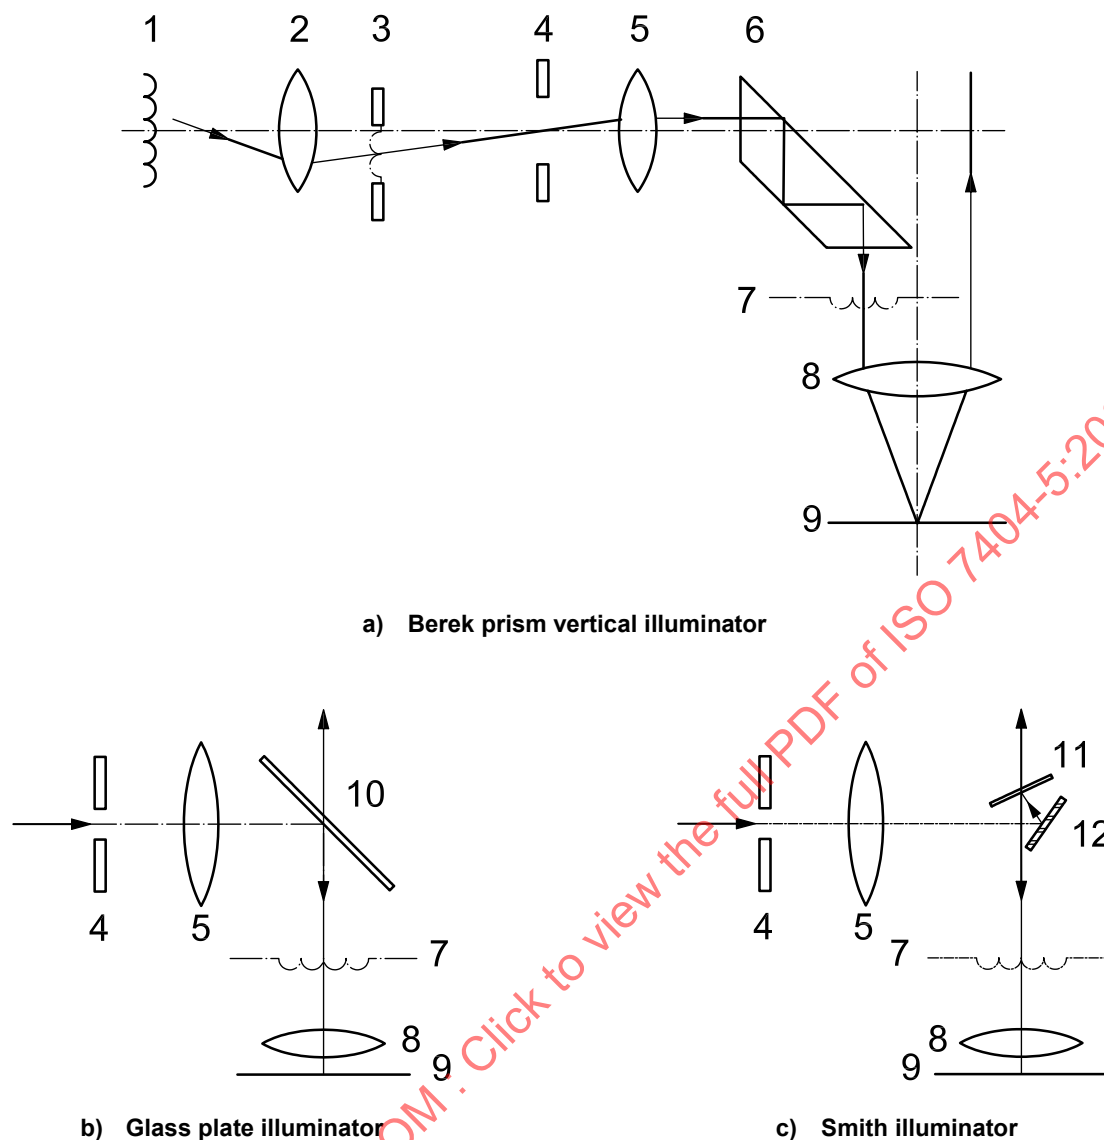 1 2 3 4 5 6
7
8
9
a) Berek prism vertical illuminator
10
4 5
7
8
9
b) Glass plate illuminator
11
12
4 5
7
8
9
c) Smith illuminator
OM : Click to view the full PDF of ISO 7404-5:20